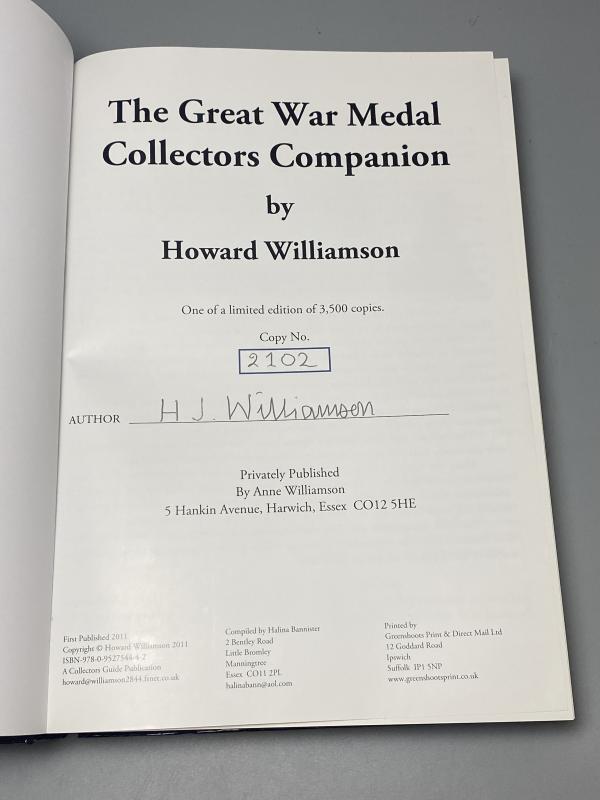 The Great War Medal
Collectors Companion
by
Howard Williamson
One of a limited edition of 3,500 copies.
Copy No.
2102
AUTHOR H J. Williamson
Privately Published
By Anne Williamson
5 Hankin Avenue, Harwich, Essex CO12 5HE
First Published 2011
Copyright © Howard Williamson 2011
ISBN-978-0-9527544-4-2
A Collectors Guide Publication
howard@williamson2844.fsnet.co.uk
Compiled by Halina Bannister
2 Bentley Road
Little Bromley
Manningtree
Essex CO11 2PL
halinabann@aol.com
Printed by
Greenshoots Print & Direct Mail Ltd
12 Goddard Road
Ipswich
Suffolk IP1 5NP
www.greenshootsprint.co.uk